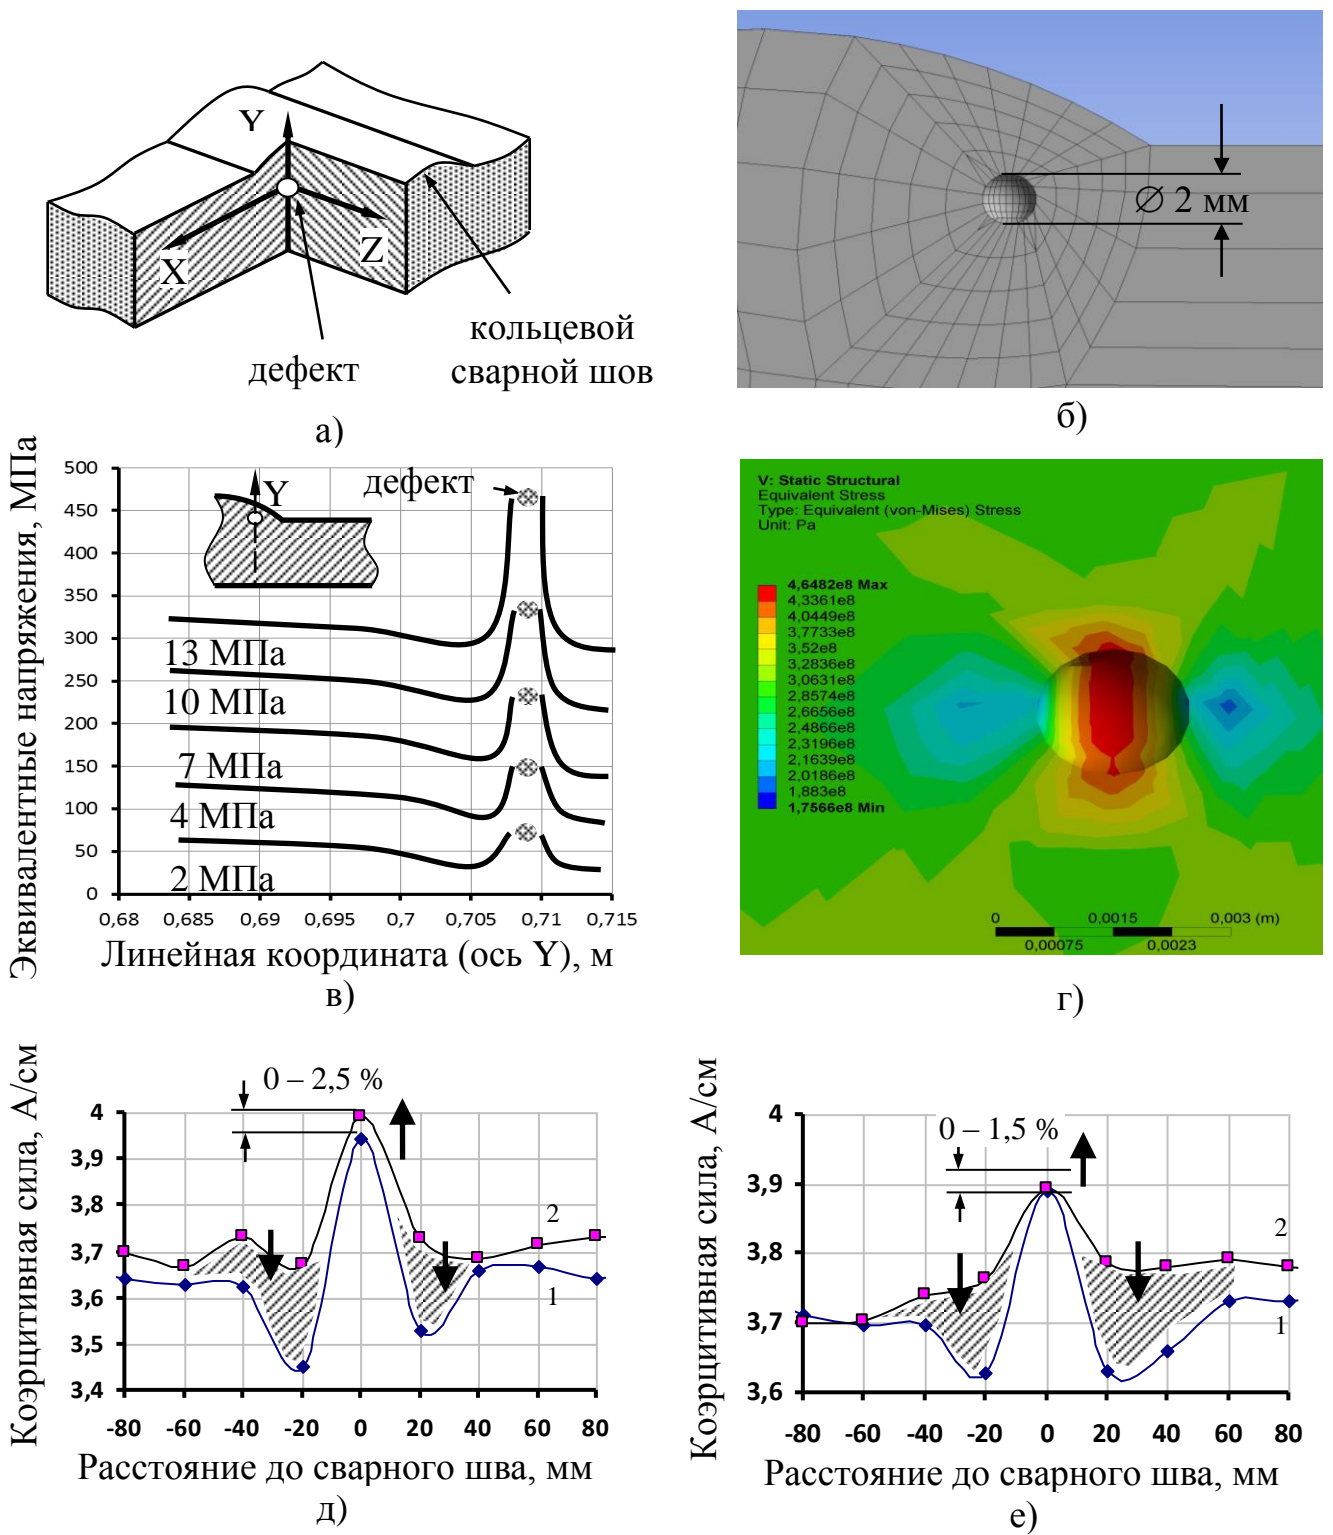 Y
X
Z
дефект
кольцевой
сварной шов
а)
∅ 2 мм
б)
Эквивалентные напряжения, МПа
500
450
400
350
300
250
200
150
100
50
0
Y
дефект
13 МПа
10 МПа
7 МПа
4 МПа
2 МПа
0,68 0,685 0,69 0,695 0,7 0,705 0,71 0,715
Линейная координата (ось Y), м
в)
V: Static Structural
Equivalent Stress
Type: Equivalent (von-Mises) Stress
Unit: Pa
4,6482e8 Max
4,3361e8
4,0449e8
3,7733e8
3,52e8
3,2836e8
3,0631e8
2,8574e8
2,6656e8
2,4866e8
2,3196e8
2,1639e8
2,0186e8
1,883e8
1,7566e8 Min
0 0,0015 0,003 (m)
0,00075 0,0023
г)
Коэрцитивная сила, А/см
0 – 2,5 %
4
3,9
3,8
3,7
3,6
3,5
3,4
2
1
-80 -60 -40 -20 0 20 40 60 80
Расстояние до сварного шва, мм
д)
Коэрцитивная сила, А/см
0 – 1,5 %
4
3,9
3,8
3,7
3,6
2
1
-80 -60 -40 -20 0 20 40 60 80
Расстояние до сварного шва, мм
е)